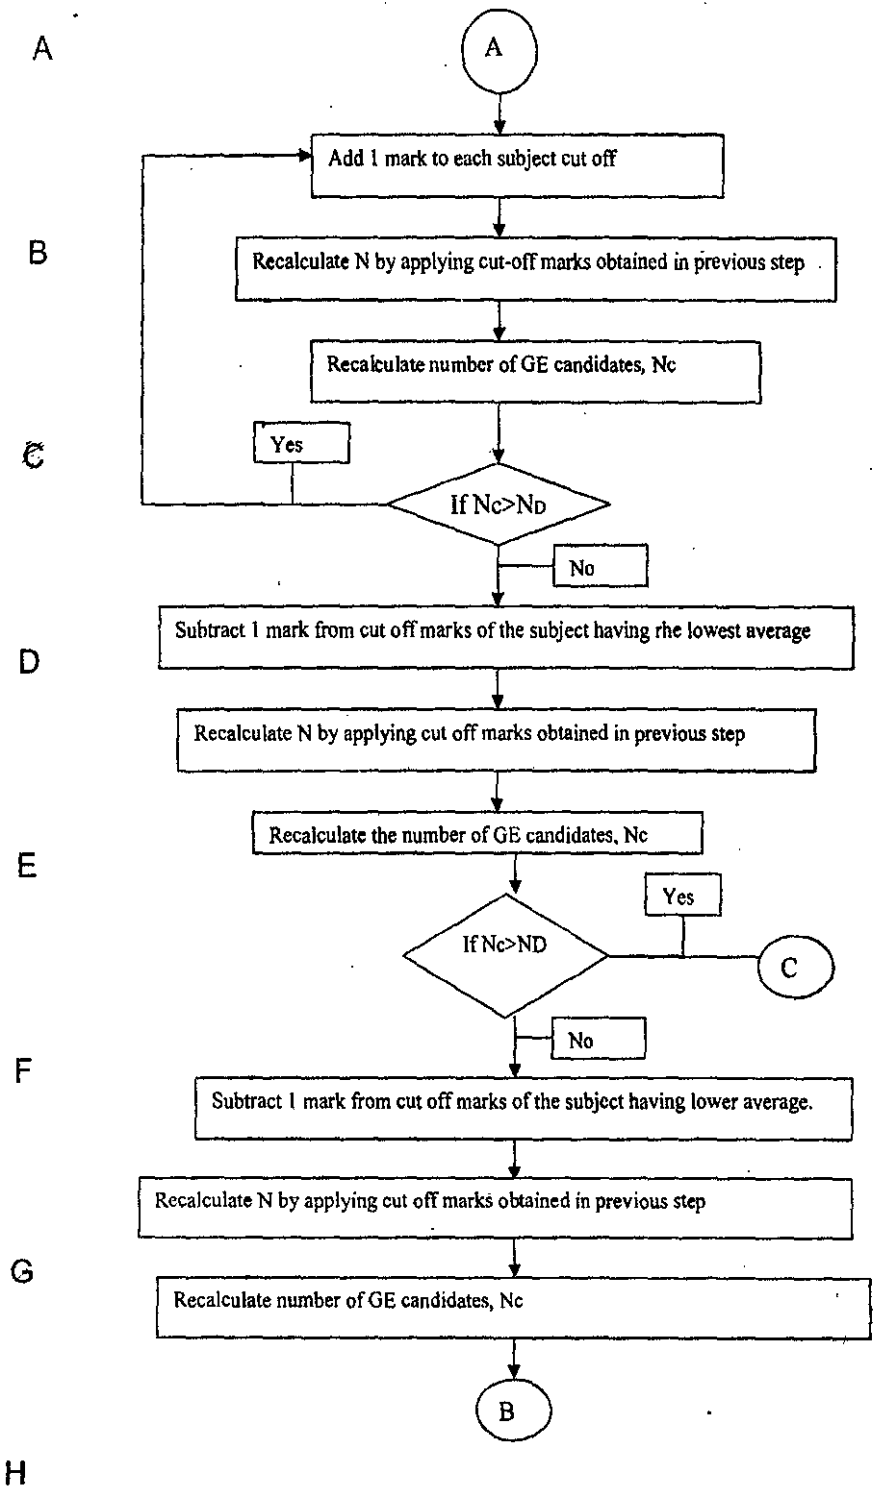 A
A
Add 1 mark to each subject cut off
B
Recalculate N by applying cut-off marks obtained in previous step
Recalculate number of GE candidates, Nc
Yes
C
If Nc>ND
No
Subtract 1 mark from cut off marks of the subject having rhe lowest average
D
Recalculate N by applying cut off marks obtained in previous step
Recalculate the number of GE candidates, Nc
E
Yes
If Nc>ND
C
No
F
Subtract 1 mark from cut off marks of the subject having lower average.
Recalculate N by applying cut off marks obtained in previous step
G
Recalculate number of GE candidates, Nc
B
H